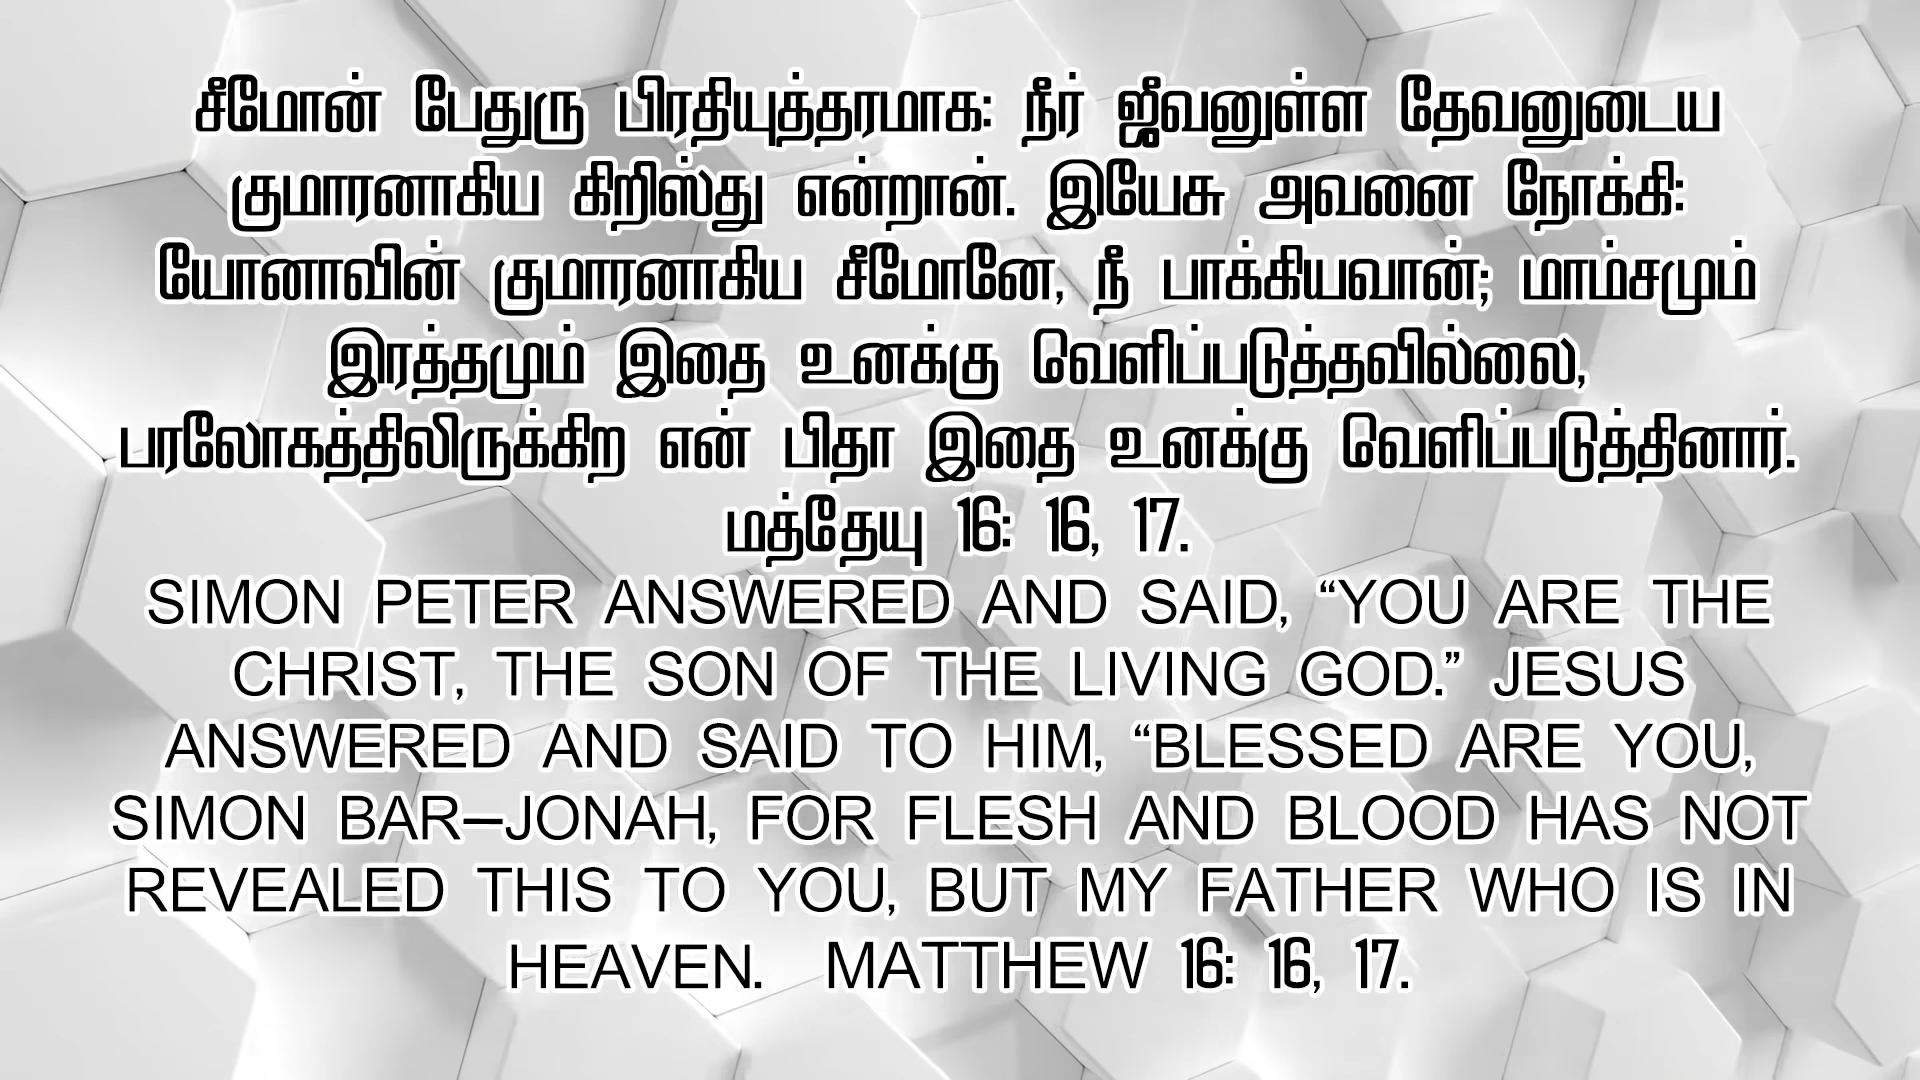 சீமோன் பேதுரு பிரதியுத்தரமாக: நீர் ஜீவனுள்ள தேவனுடைய
குமாரனாகிய கிறிஸ்து என்றான். இயேசு அவனை நோக்கி:
யோனாவின் குமாரனாகிய சீமோனே, நீ பாக்கியவான்; மாம்சமும்
இரத்தமும் இதை உனக்கு வெளிப்படுத்தவில்லை,
பரலோகத்திலிருக்கிற என் பிதா இதை உனக்கு வெளிப்படுத்தினார்.
மத்தேயு 16: 16, 17.
SIMON PETER ANSWERED AND SAID, “YOU ARE THE
CHRIST, THE SON OF THE LIVING GOD.” JESUS
ANSWERED AND SAID TO HIM, “BLESSED ARE YOU,
SIMON BAR–JONAH, FOR FLESH AND BLOOD HAS NOT
REVEALED THIS TO YOU, BUT MY FATHER WHO IS IN
HEAVEN. MATTHEW 16: 16, 17.